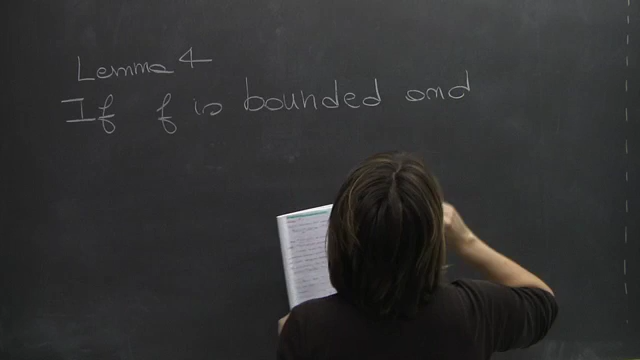 Lemma 4
If f is bounded and